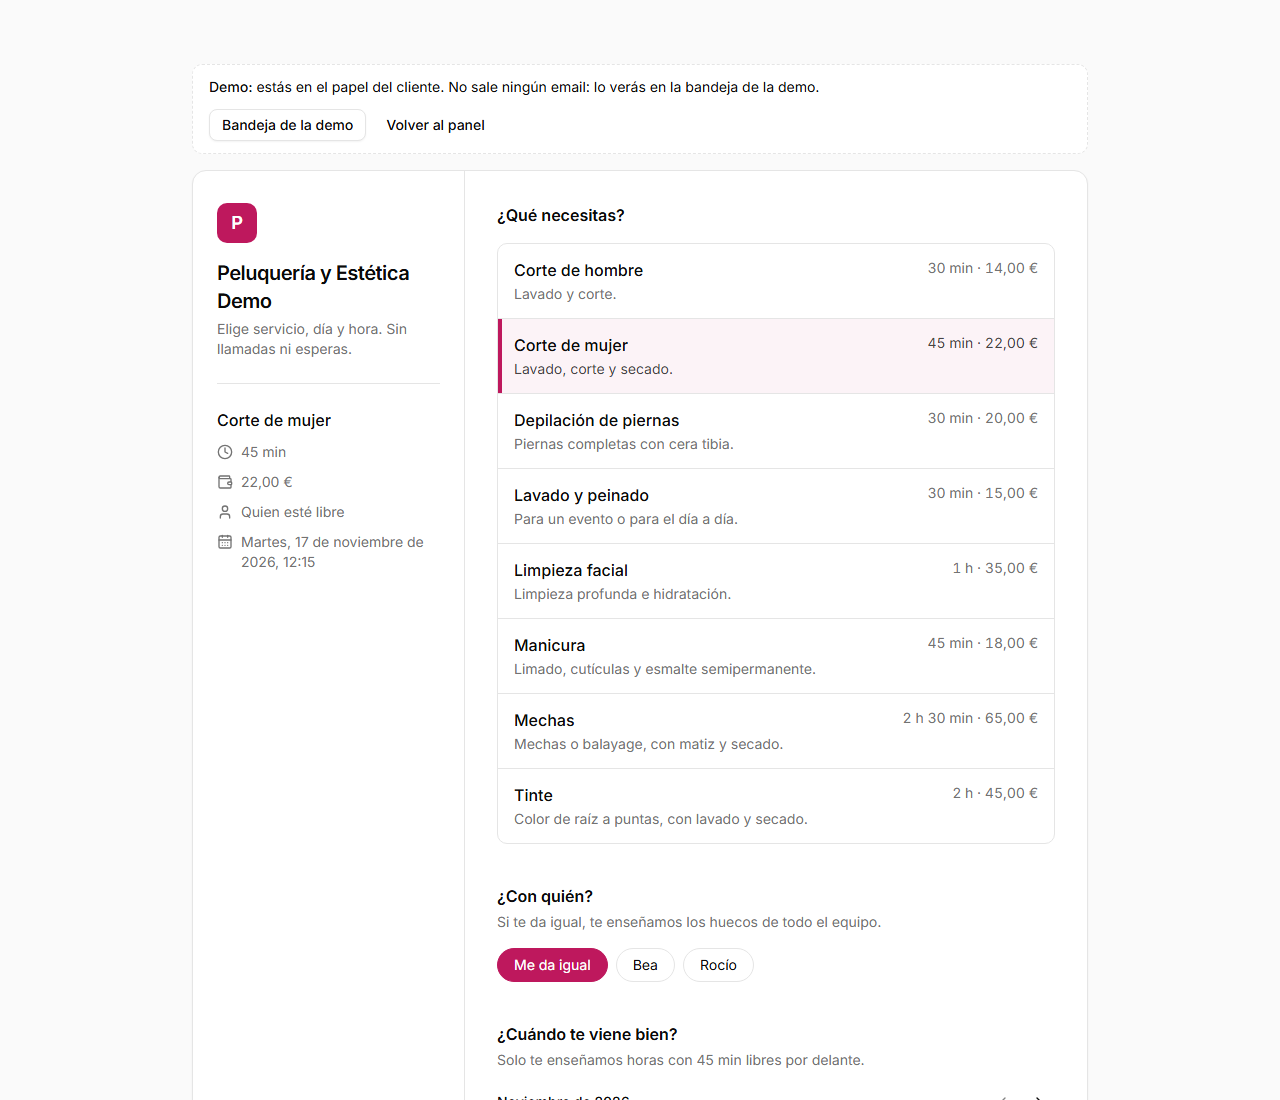 Demo: estás en el papel del cliente. No sale ningún email: lo verás en la bandeja de la demo.
Bandeja de la demo
Volver al panel
P
Peluquería y Estética
Demo
Elige servicio, día y hora. Sin
llamadas ni esperas.
Corte de mujer
45 min
22,00 €
Quien esté libre
Martes, 17 de noviembre de
2026, 12:15
¿Qué necesitas?
Corte de hombre
30 min · 14,00 €
Lavado y corte.
Corte de mujer
45 min · 22,00 €
Lavado, corte y secado.
Depilación de piernas
30 min · 20,00 €
Piernas completas con cera tibia.
Lavado y peinado
30 min · 15,00 €
Para un evento o para el día a día.
Limpieza facial
1 h · 35,00 €
Limpieza profunda e hidratación.
Manicura
45 min · 18,00 €
Limado, cutículas y esmalte semipermanente.
Mechas
2 h 30 min · 65,00 €
Mechas o balayage, con matiz y secado.
Tinte
2 h · 45,00 €
Color de raíz a puntas, con lavado y secado.
¿Con quién?
Si te da igual, te enseñamos los huecos de todo el equipo.
Me da igual
Bea
Rocío
¿Cuándo te viene bien?
Solo te enseñamos horas con 45 min libres por delante.
Noviembre de 2026